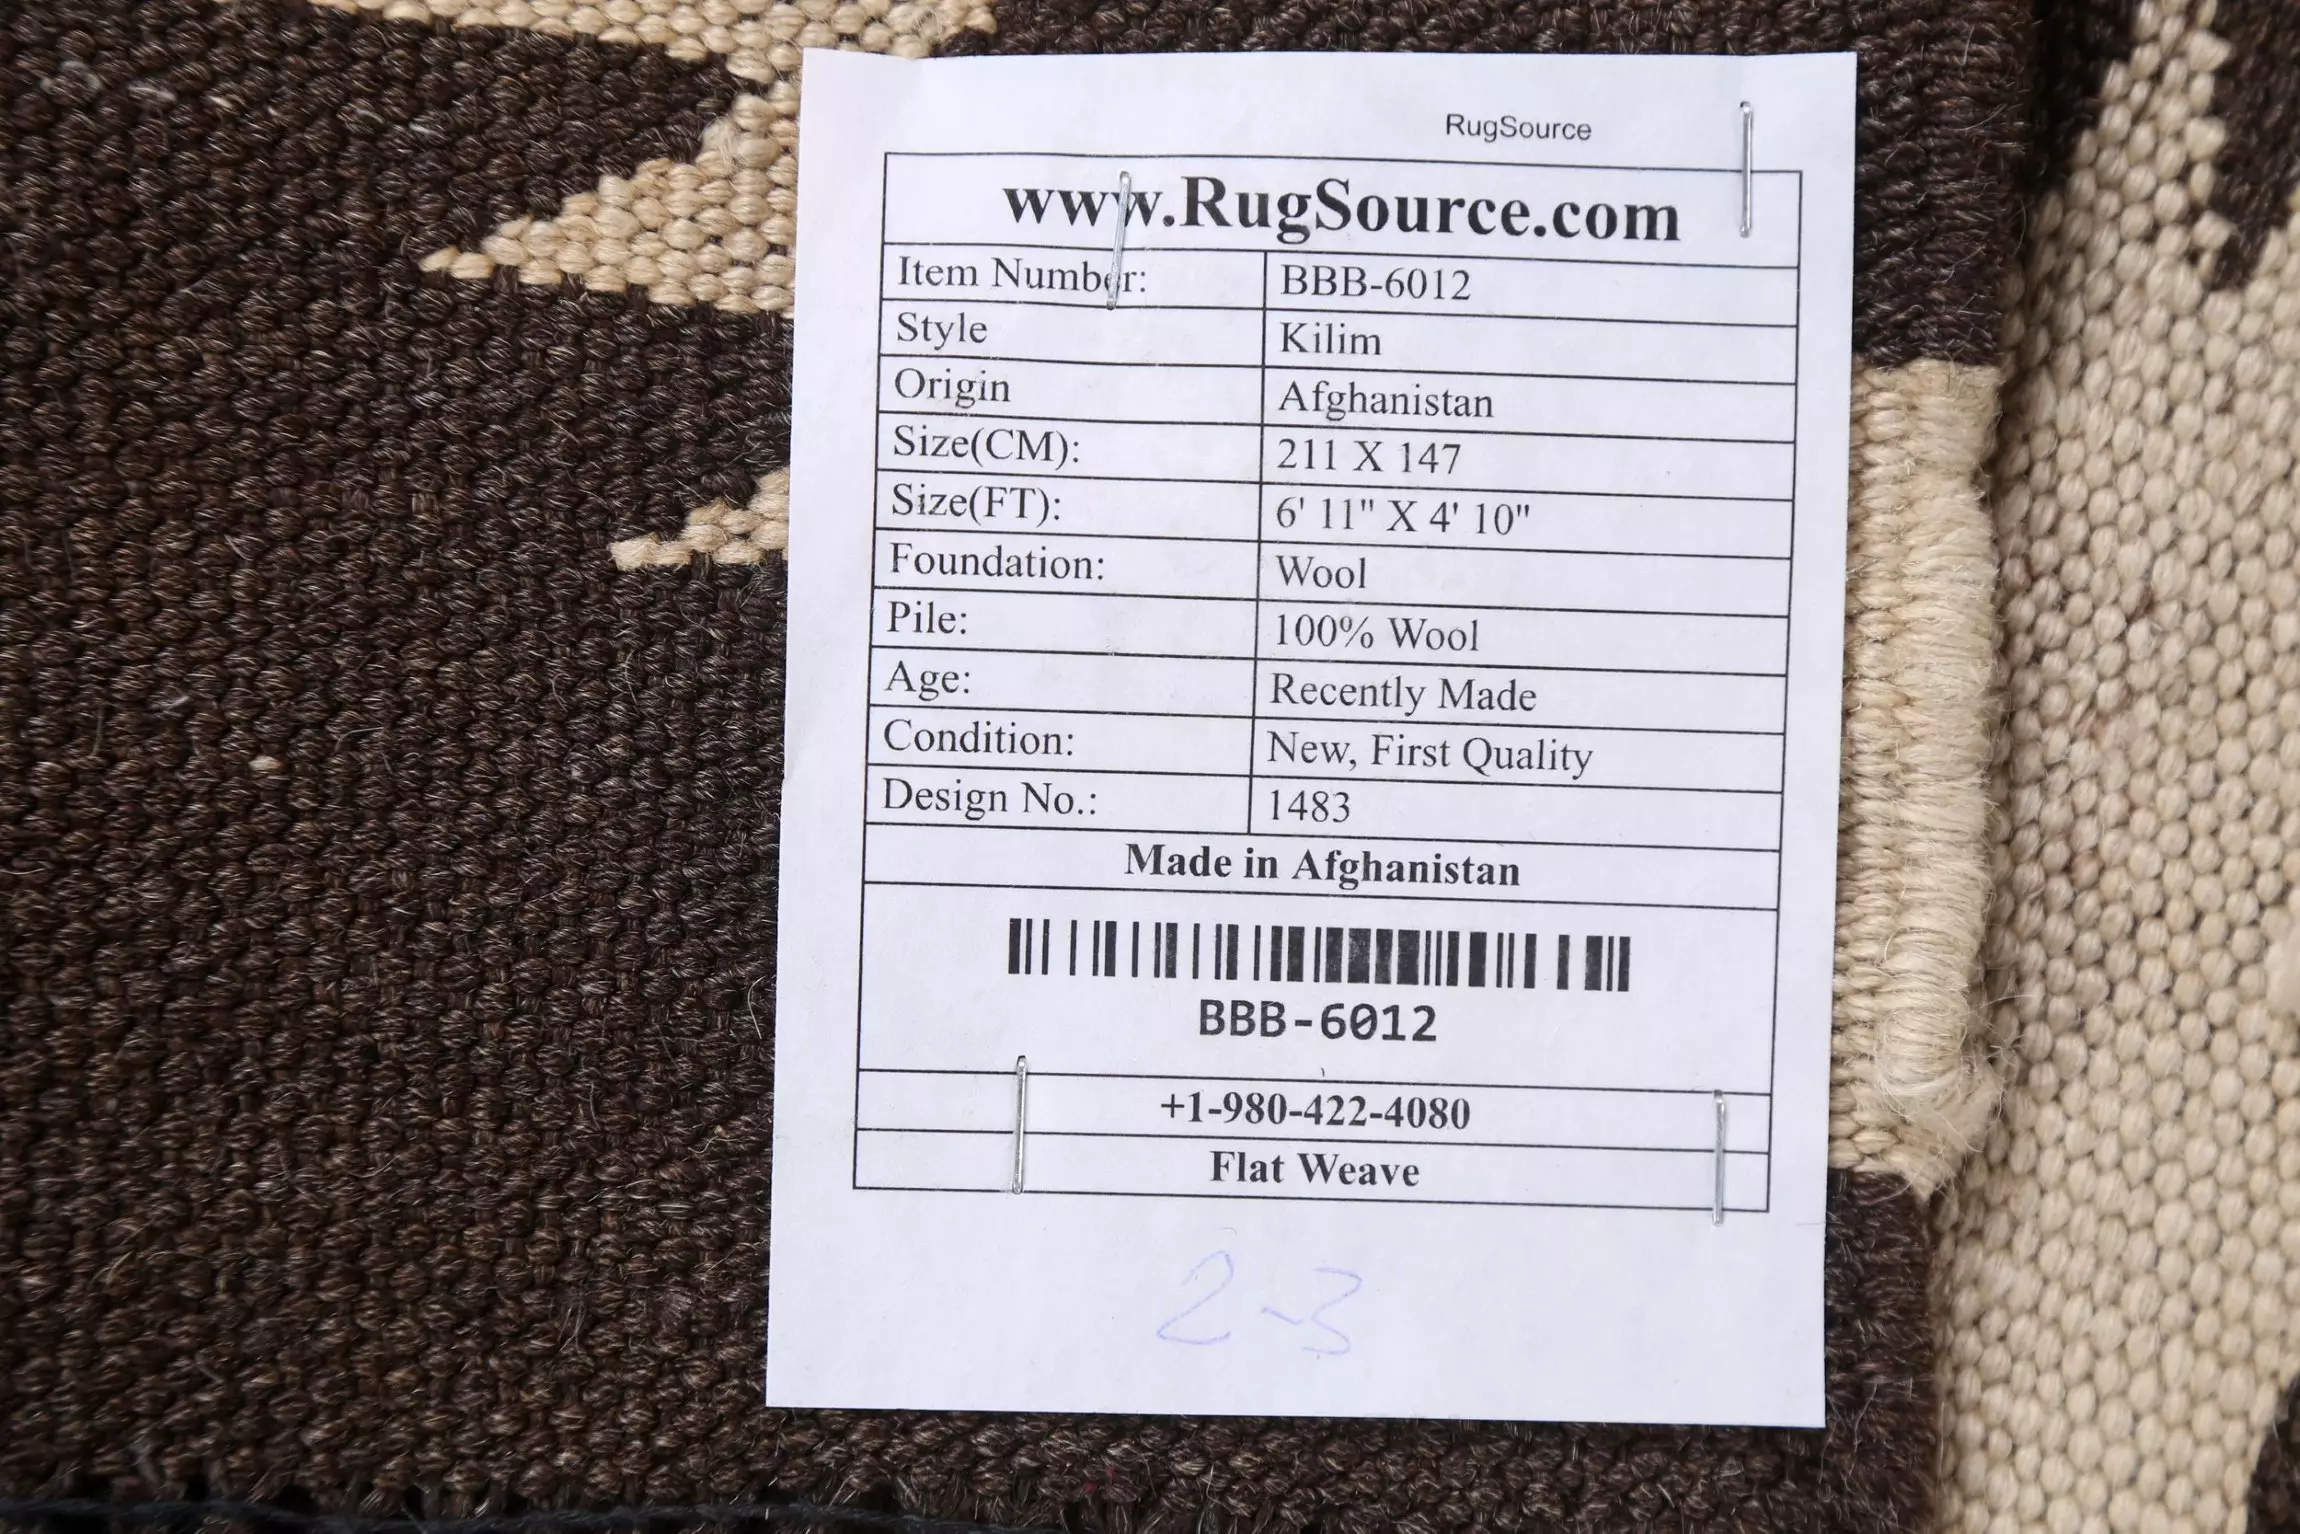 RugSource
www.RugSource.com
Item Number: BBB-6012
Style Kilim
Origin Afghanistan
Size(CM): 211 X 147
Size(FT): 6' 11" X 4' 10"
Foundation: Wool
Pile: 100% Wool
Age: Recently Made
Condition: New, First Quality
Design No.: 1483
Made in Afghanistan
BBB-6012
+1-980-422-4080
Flat Weave
2-3